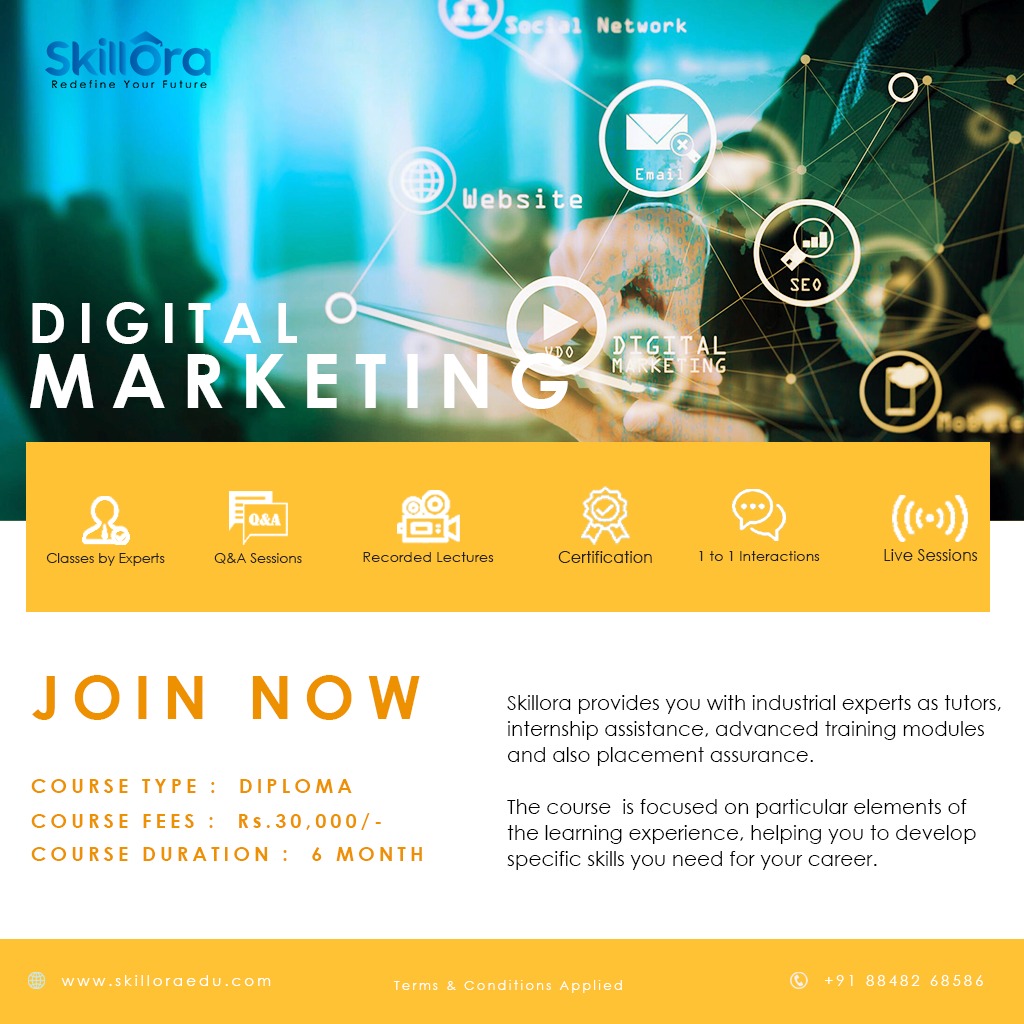 Social Network
Skillora
Redefine Your Future
Email
Website
SEO
VDO
DIGITAL
MARKETING
Mobile
DIGITAL
MARKETING
Q&A
Classes by Experts
Q&A Sessions
Recorded Lectures
Certification
1 to 1 Interactions
Live Sessions
JOIN NOW
COURSE TYPE : DIPLOMA
COURSE FEES : Rs.30,000/-
COURSE DURATION : 6 MONTH
Skillora provides you with industrial experts as tutors,
internship assistance, advanced training modules
and also placement assurance.
The course is focused on particular elements of
the learning experience, helping you to develop
specific skills you need for your career.
www.skilloraedu.com
Terms & Conditions Applied
+91 88482 68586